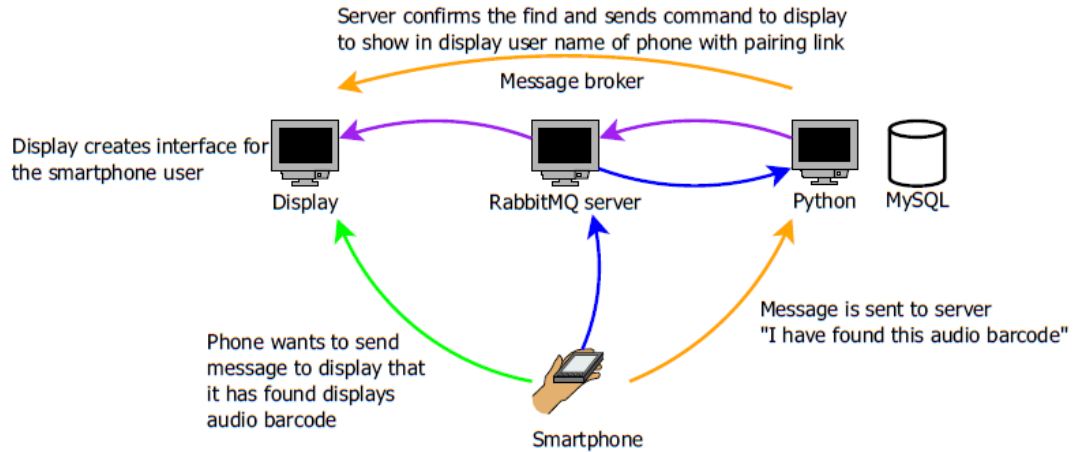 Server confirms the find and sends command to display
to show in display user name of phone with pairing link
Message broker
Display creates interface for
the smartphone user
Display
RabbitMQ server
Python
MySQL
Message is sent to server
"I have found this audio barcode"
Phone wants to send
message to display that
it has found displays
audio barcode
Smartphone